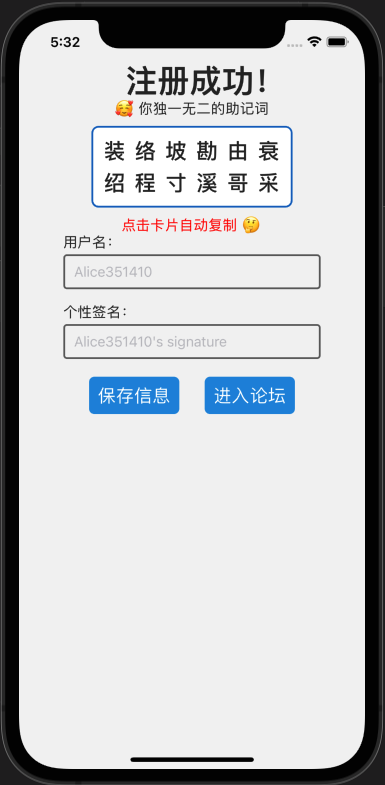 5:32
注册成功!
🥰 你独一无二的助记词
装 络 坡 勘 由 衰
绍 程 寸 溪 哥 采
点击卡片自动复制 🤔
用户名:
Alice351410
个性签名:
Alice351410's signature
保存信息 进入论坛